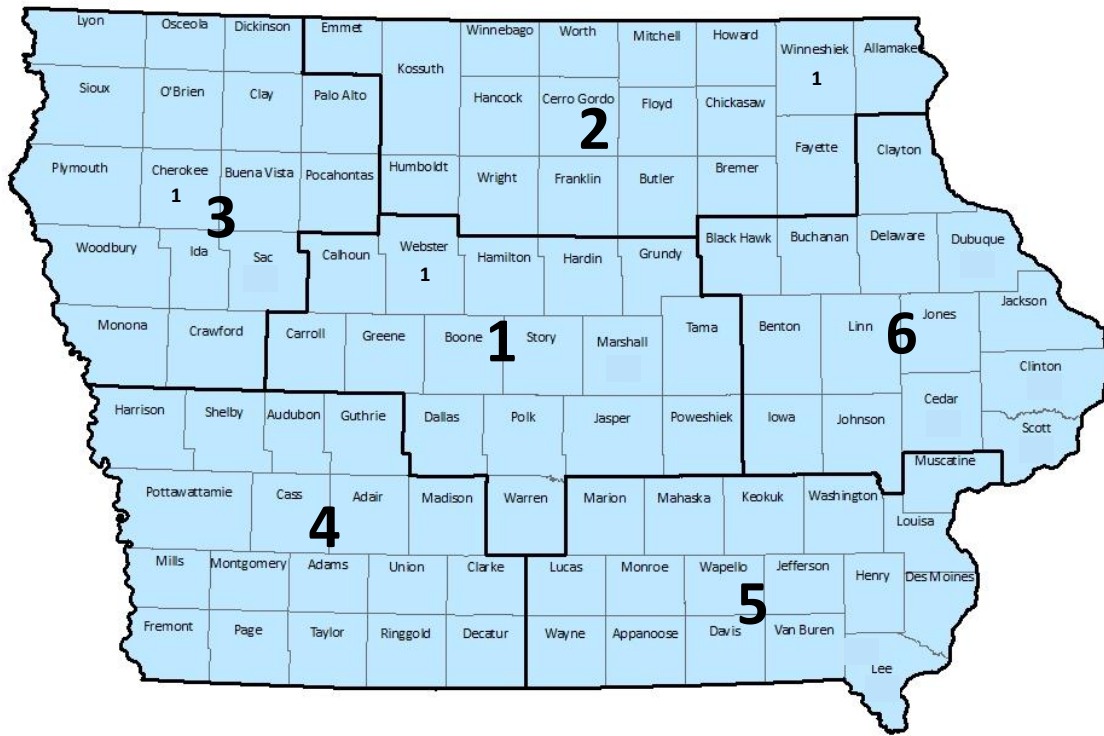 Lyon Osceola Dickinson Emmet Winnebago Worth Mitchell Howard
Winneshiek Allamake
Kossuth
1
Sioux O'Brien Clay Palo Alto Hancock Cerro Gordo Floyd Chickasaw
2
Fayette Clayton
Plymouth Cherokee Buena Vista Pocahontas Humboldt Wright Franklin Butler Bremer
1
3
Woodbury Ida Sac Calhoun Webster Hamilton Hardin Grundy Black Hawk Buchanan Delaware Dubuque
1
Jackson
Monona Crawford Carroll Greene Boone Story Marshall Tama Benton Linn Jones
1
6
Clinton
Harrison Shelby Audubon Guthrie Dallas Polk Jasper Poweshiek Iowa Johnson Cedar
Scott
Muscatine
Pottawattamie Cass Adair Madison Warren Marion Mahaska Keokuk Washington
Louisa
4
Mills Montgomery Adams Union Clarke Lucas Monroe Wapello Jefferson Henry Des Moines
5
Fremont Page Taylor Ringgold Decatur Wayne Appanoose Davis Van Buren
Lee